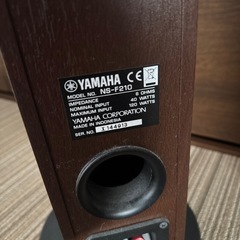 YAMAHA CE
MODEL NO. NS-F210
IMPEDANCE 6 OHMS
NOMINAL INPUT 40 WATTS
MAXIMUM INPUT 120 WATTS
YAMAHA CORPORATION
MADE IN INDONESIA
SER. NO.